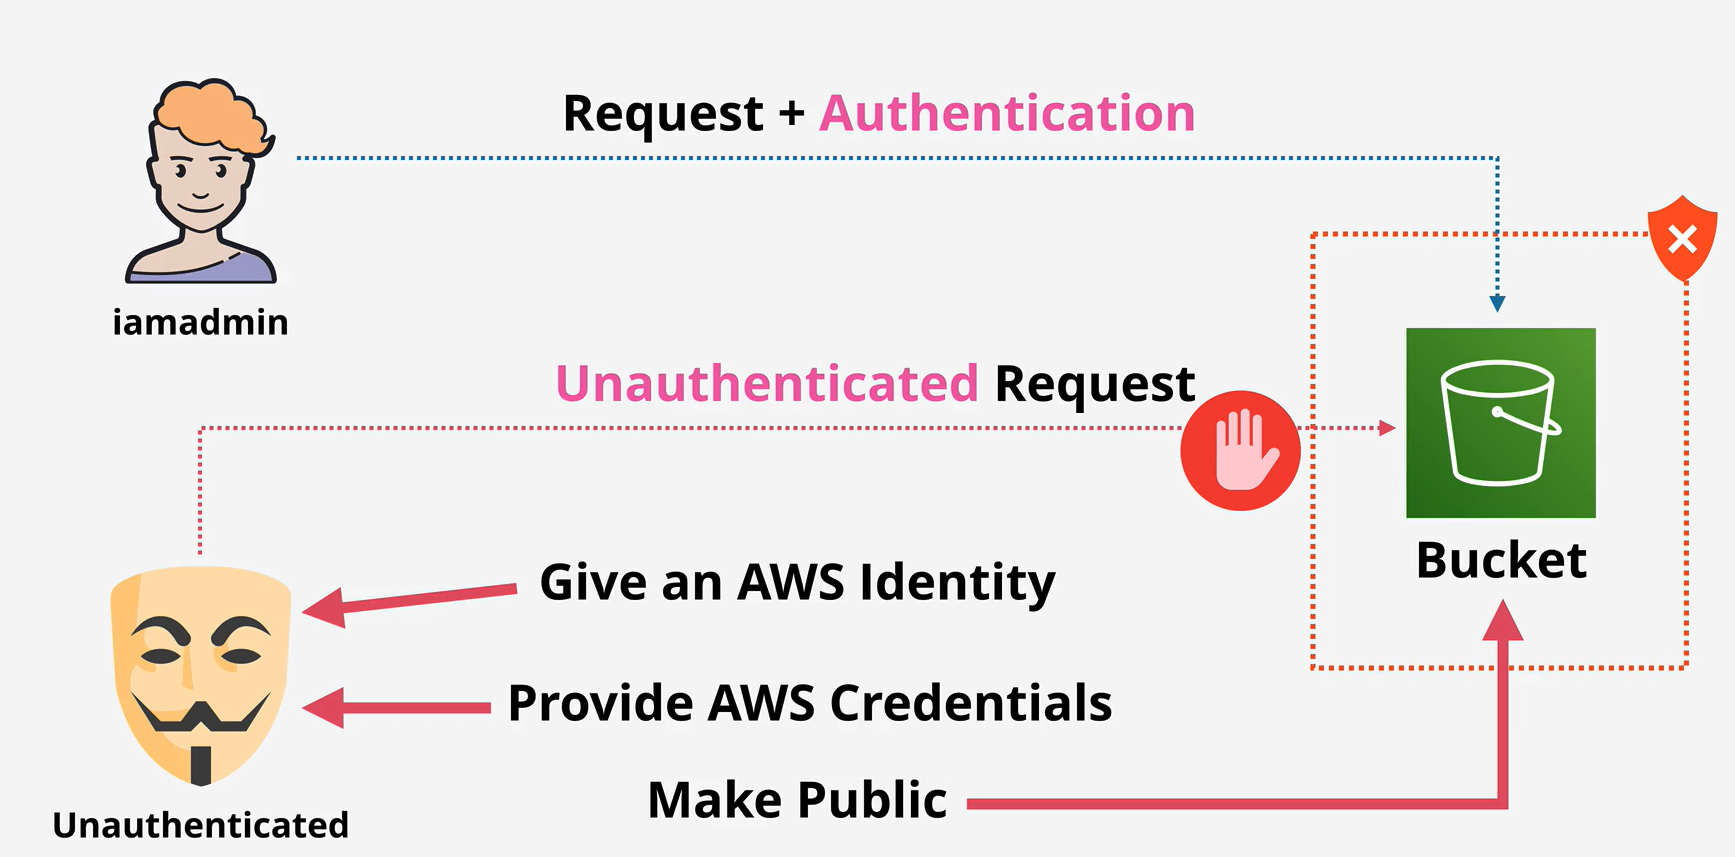 Request + Authentication
iamadmin
Unauthenticated Request
Bucket
Give an AWS Identity
Provide AWS Credentials
Make Public
Unauthenticated